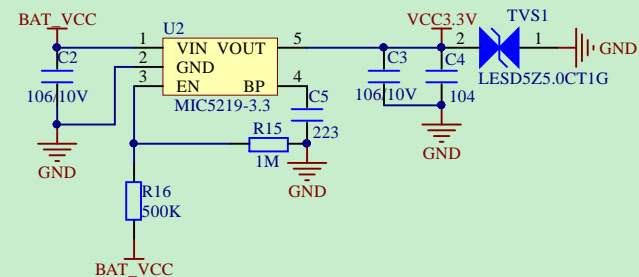 BAT_VCC
U2
VCC3.3V
TVS1
1 VIN VOUT 5
2 GND
3 EN BP 4
MIC5219-3.3
C2
106/10V
GND
C3
106/10V
C4
104
GND
2
1
GND
LESD5Z5.0CT1G
C5
223
R15
1M
GND
R16
500K
BAT_VCC